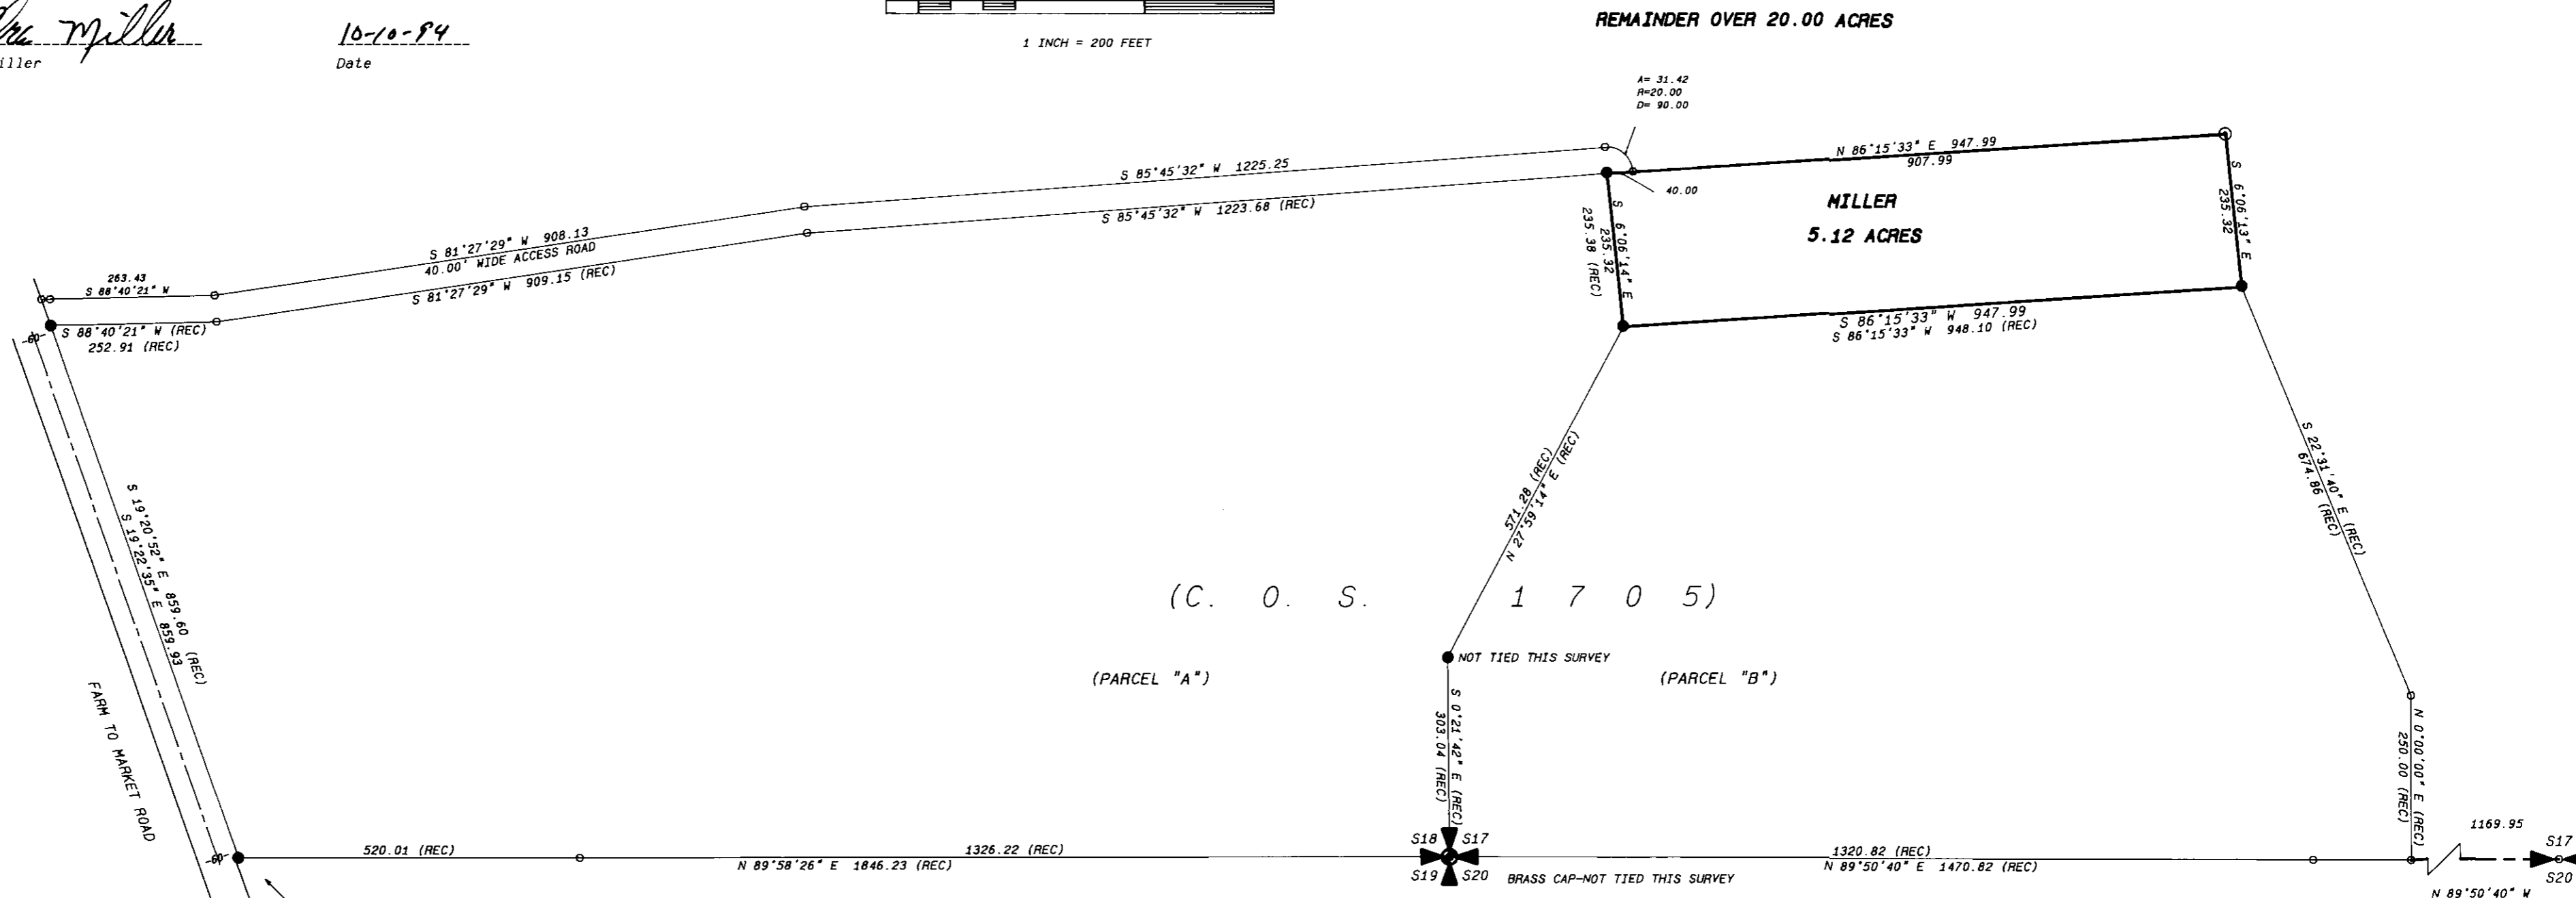 Miller
10-10-94
iller
Date
1 INCH = 200 FEET
REMAINDER OVER 20.00 ACRES
A= 31.42
R=20.00
D= 90.00
N 86°15'33" E 947.99
907.99
40.00
S 85°45'32" W 1225.25
S 85°45'32" W 1223.68 (REC)
S 81°27'29" W 908.13
40.00' WIDE ACCESS ROAD
S 81°27'29" W 909.15 (REC)
263.43
S 88°40'21" W
S 88°40'21" W (REC)
252.91 (REC)
-60-
MILLER
5.12 ACRES
S 6°06'14" E
235.32
235.38 (REC)
S 6°06'13" E
235.32
S 86°15'33" W 947.99
S 86°15'33" W 948.10 (REC)
571.28 (REC)
N 27°59'14" E (REC)
S 22°31'40" E (REC)
674.86 (REC)
S 19°20'52" E 859.60 (REC)
S 19°22'35" E 859.93
FARM TO MARKET ROAD
(C. O. S. 1 7 0 5)
NOT TIED THIS SURVEY
(PARCEL "A")
(PARCEL "B")
S 0°21'42" E (REC)
303.04 (REC)
N 0°00'00" E (REC)
250.00 (REC)
-60-
520.01 (REC)
1326.22 (REC)
N 89°58'26" E 1846.23 (REC)
S18 S17
S19 S20
BRASS CAP-NOT TIED THIS SURVEY
1320.82 (REC)
N 89°50'40" E 1470.82 (REC)
1169.95
S17
S20
N 89°50'40" W